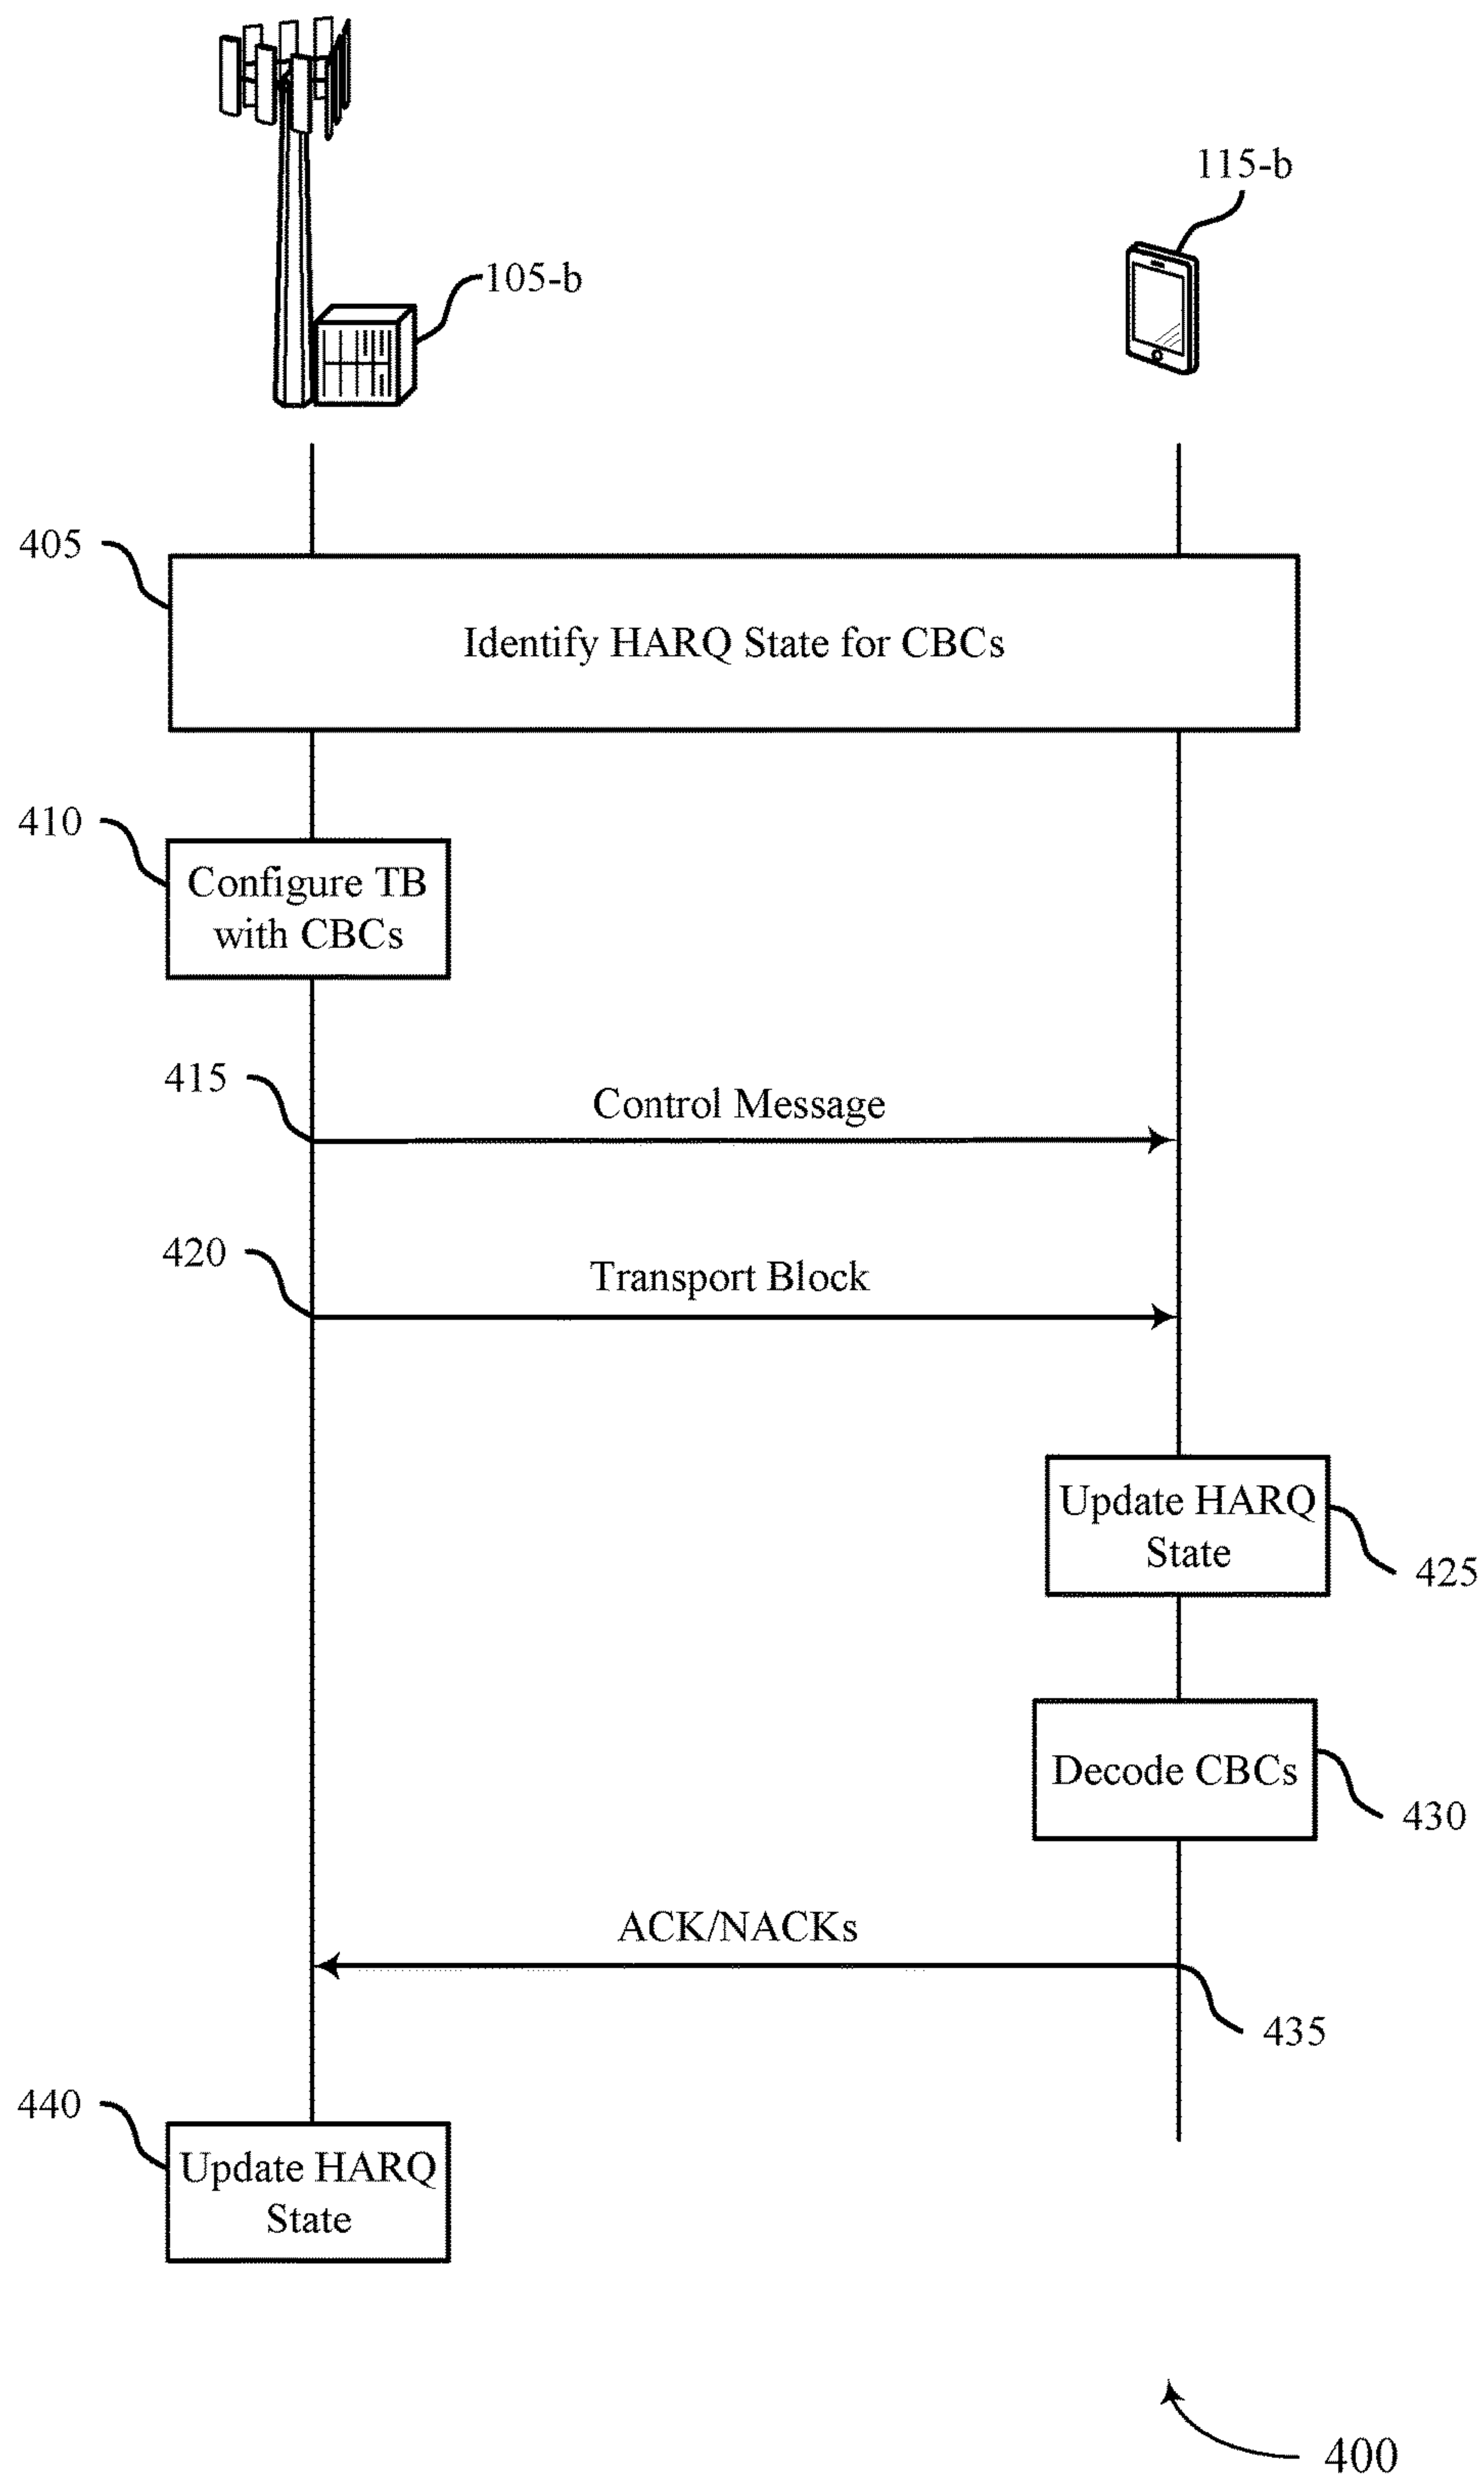 115-b
105-b
405
Identify HARQ State for CBCs
410
Configure TB
with CBCs
415
Control Message
420
Transport Block
Update HARQ
State
425
Decode CBCs
430
ACK/NACKs
435
440
Update HARQ
State
400